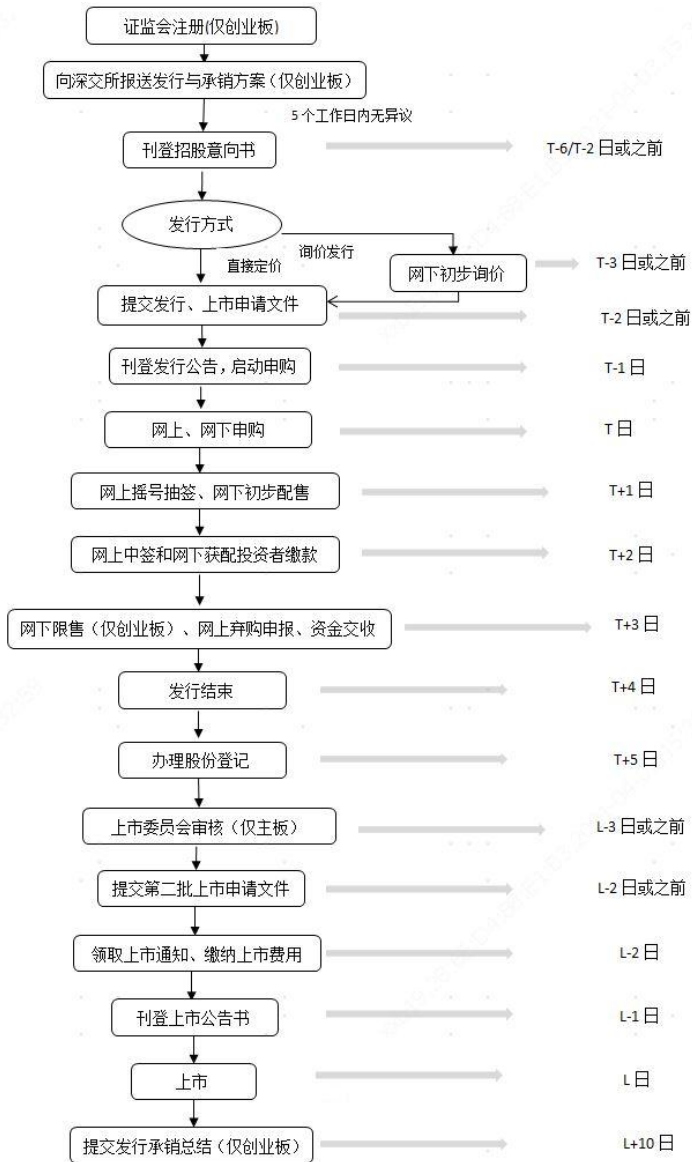 证监会注册(仅创业板)
向深交所报送发行与承销方案（仅创业板）
5 个工作日内无异议
刊登招股意向书
T-6/T-2 日或之前
发行方式
询价发行
直接定价
网下初步询价
T-3 日或之前
提交发行、上市申请文件
T-2 日或之前
刊登发行公告，启动申购
T-1 日
网上、网下申购
T 日
网上摇号抽签、网下初步配售
T+1 日
网上中签和网下获配投资者缴款
T+2 日
网下限售（仅创业板）、网上弃购申报、资金交收
T+3 日
发行结束
T+4 日
办理股份登记
T+5 日
上市委员会审核（仅主板）
L-3 日或之前
提交第二批上市申请文件
L-2 日或之前
领取上市通知、缴纳上市费用
L-2 日
刊登上市公告书
L-1 日
上市
L 日
提交发行承销总结（仅创业板）
L+10 日